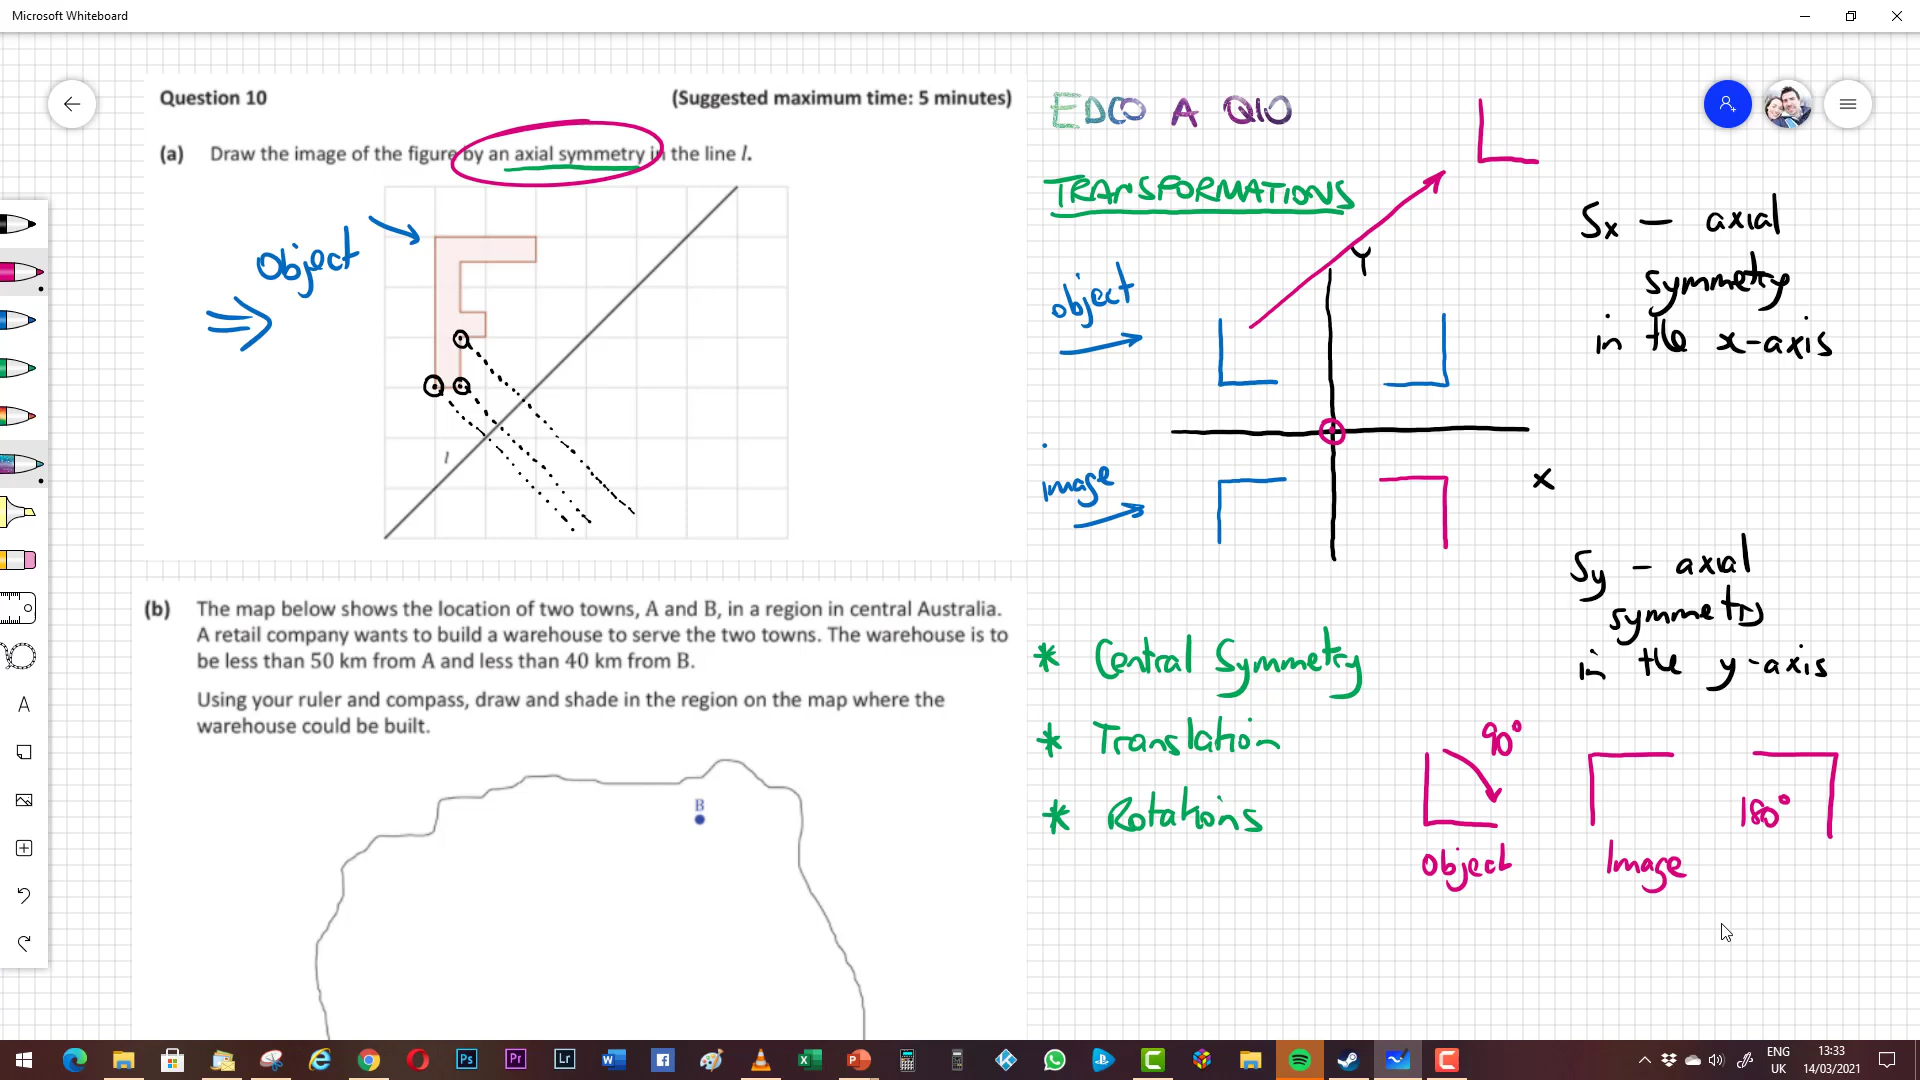 Microsoft Whiteboard
Question 10
(Suggested maximum time: 5 minutes)
(a) Draw the image of the figure by an axial symmetry in the line l.
Object
l
(b) The map below shows the location of two towns, A and B, in a region in central Australia.
A retail company wants to build a warehouse to serve the two towns. The warehouse is to
be less than 50 km from A and less than 40 km from B.
Using your ruler and compass, draw and shade in the region on the map where the
warehouse could be built.
B
EDCO A Q10
TRANSFORMATIONS
Y
object
image
X
Sx — axial
symmetry
in the x-axis
Sy – axial
symmetry
in the y-axis
* Central Symmetry
* Translation
* Rotations
90°
Object
Image
180°
A
Ps
Pr
Lr
ENG
UK
13:33
14/03/2021